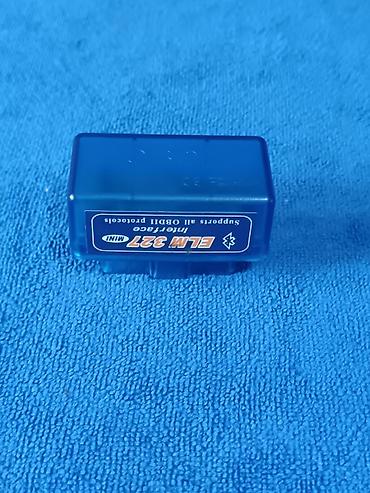 ELM 327 MINI
Interface
Supports all OBDII protocols